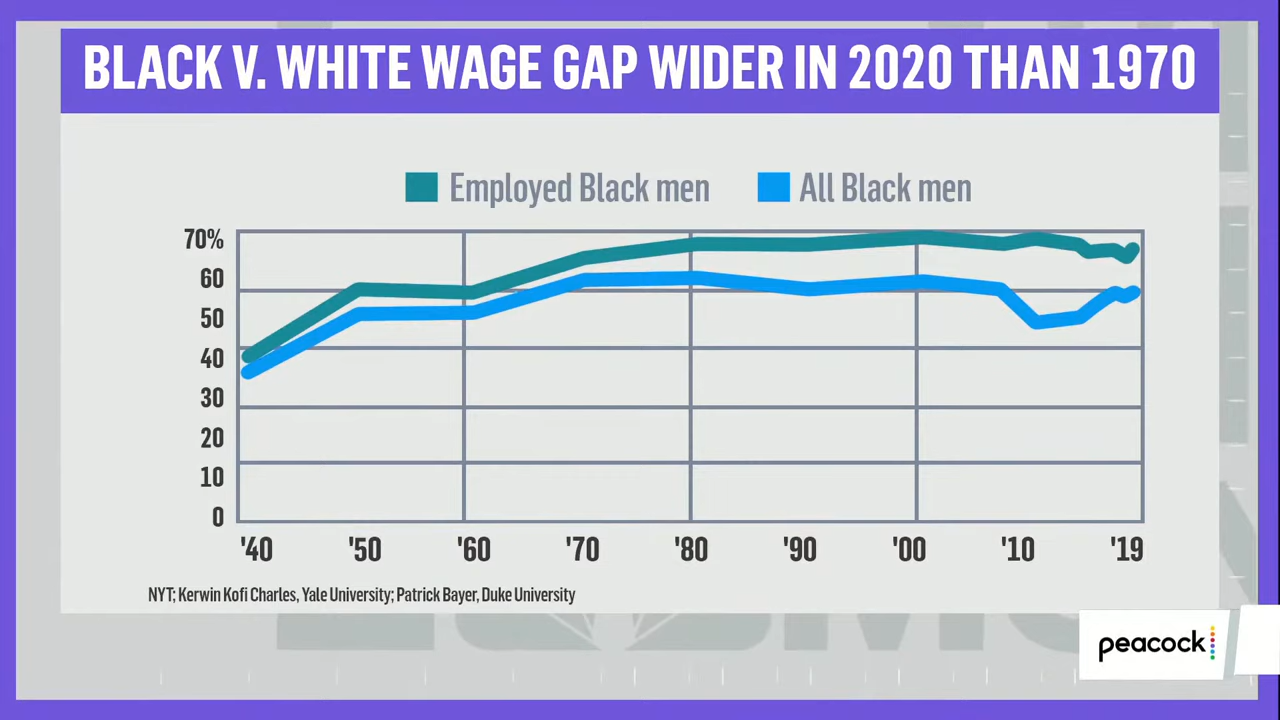 BLACK V. WHITE WAGE GAP WIDER IN 2020 THAN 1970
Employed Black men
All Black men
70%
60
50
40
30
20
10
0
'40 '50 '60 '70 '80 '90 '00 '10 '19
NYT; Kerwin Kofi Charles, Yale University; Patrick Bayer, Duke University
peacock